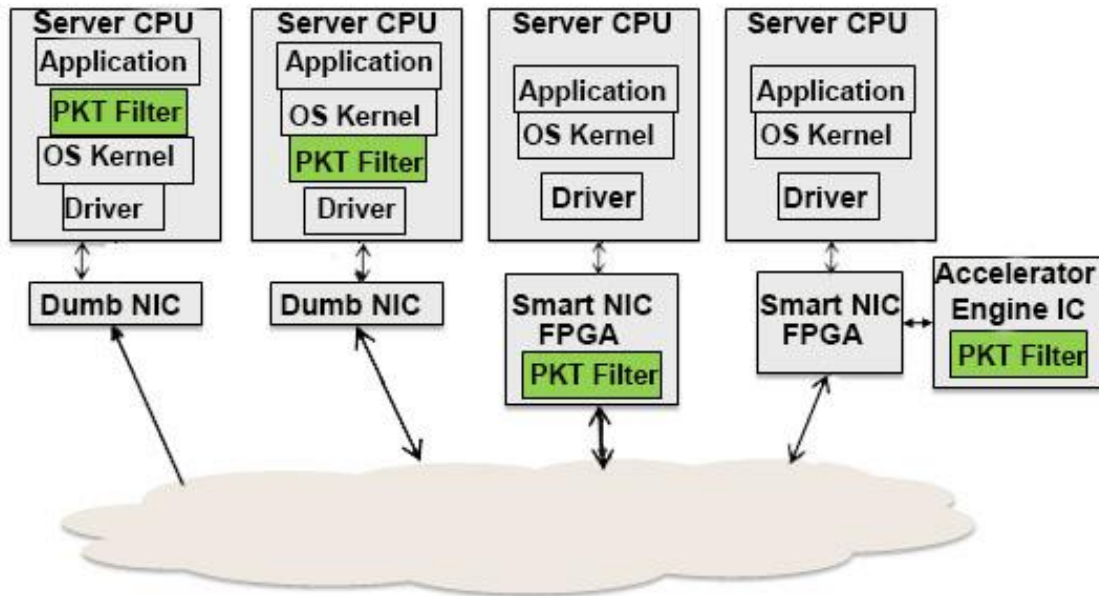 Server CPU
Application
PKT Filter
OS Kernel
Driver
Dumb NIC
Server CPU
Application
OS Kernel
PKT Filter
Driver
Dumb NIC
Server CPU
Application
OS Kernel
Driver
Smart NIC
FPGA
PKT Filter
Server CPU
Application
OS Kernel
Driver
Smart NIC
FPGA
Accelerator
Engine IC
PKT Filter